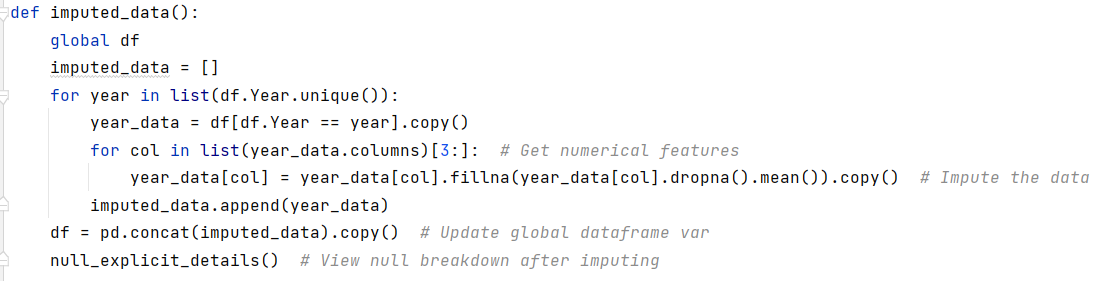 def imputed_data():
    global df
    imputed_data = []
    for year in list(df.Year.unique()):
        year_data = df[df.Year == year].copy()
        for col in list(year_data.columns)[3:]:  # Get numerical features
            year_data[col] = year_data[col].fillna(year_data[col].dropna().mean()).copy()  # Impute the data
        imputed_data.append(year_data)
    df = pd.concat(imputed_data).copy()  # Update global dataframe var
    null_explicit_details()  # View null breakdown after imputing